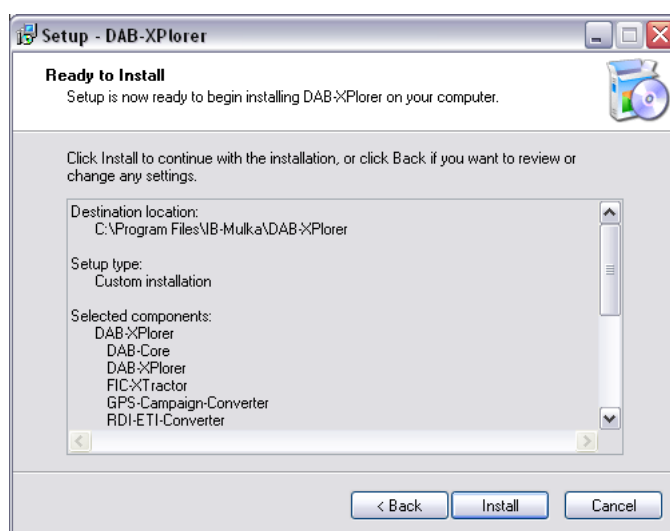 Setup - DAB-XPlorer
Ready to Install
Setup is now ready to begin installing DAB-XPlorer on your computer.
Click Install to continue with the installation, or click Back if you want to review or
change any settings.
Destination location:
C:\Program Files\IB-Mulka\DAB-XPlorer
Setup type:
Custom installation
Selected components:
DAB-XPlorer
DAB-Core
DAB-XPlorer
FIC-XTractor
GPS-Campaign-Converter
RDI-ETI-Converter
< Back
Install
Cancel